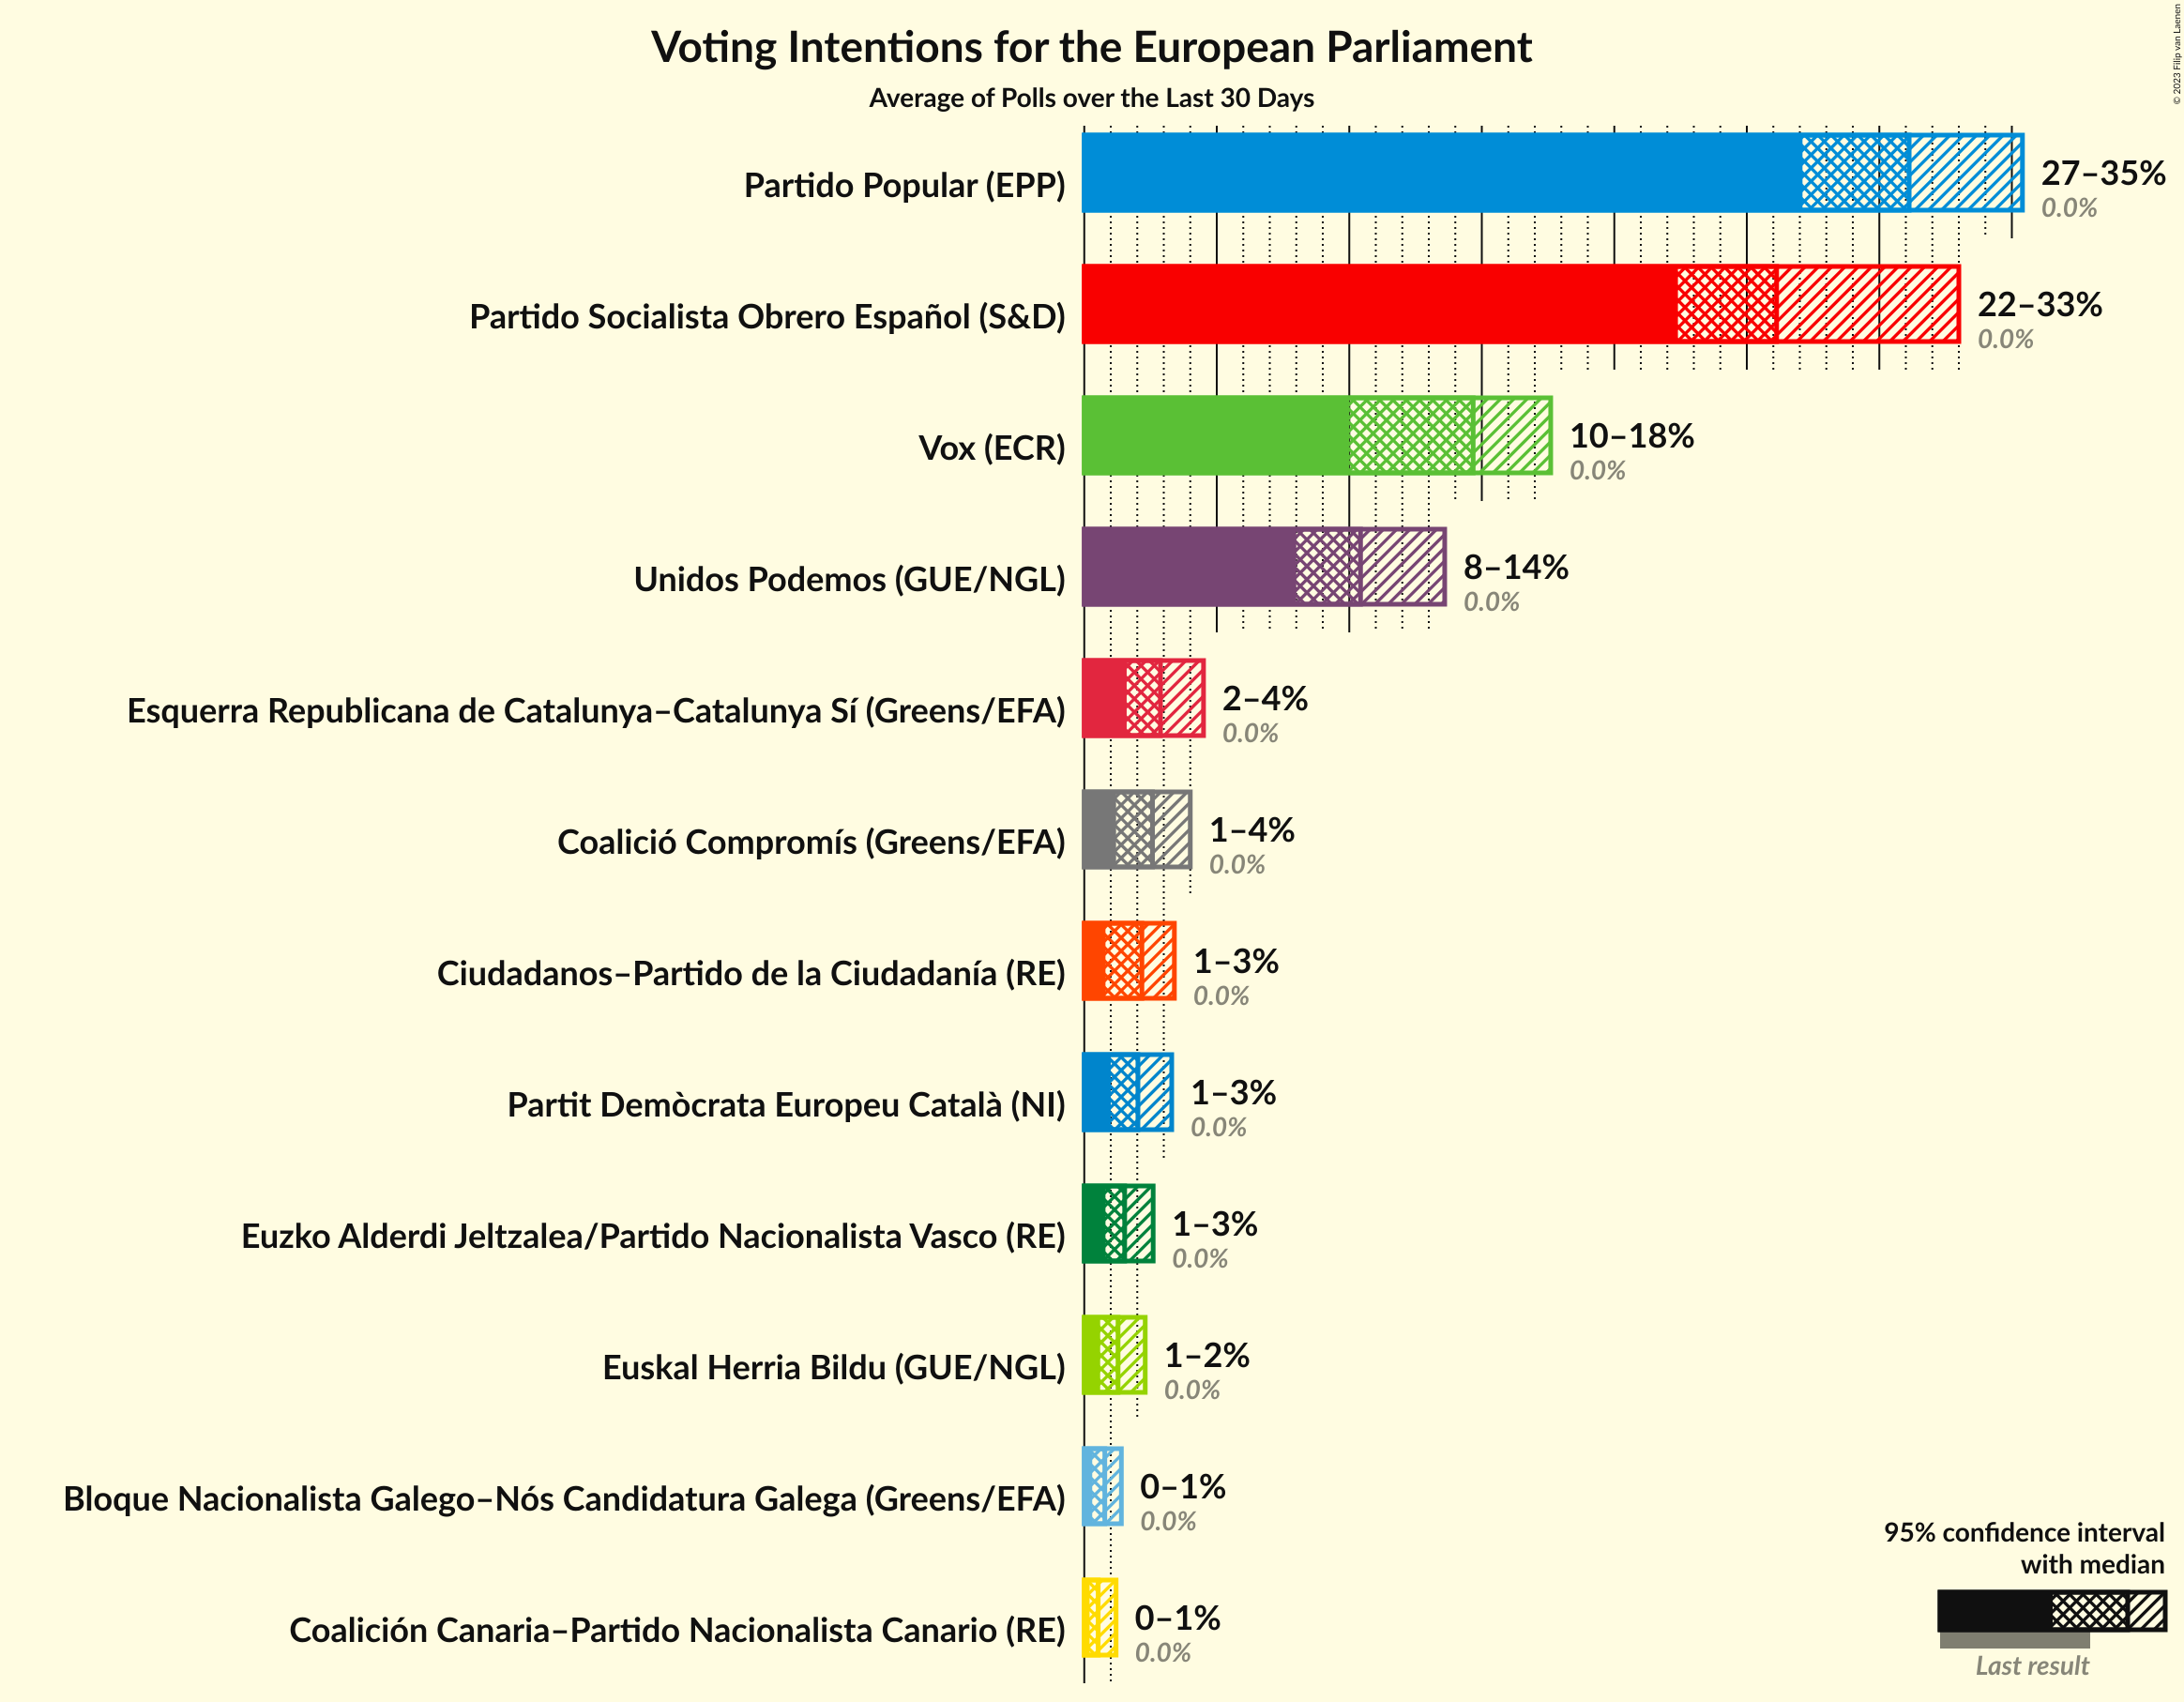 Voting Intentions for the European Parliament
Average of Polls over the Last 30 Days
© 2023 Filip van Laenen
Partido Popular (EPP)
27–35%
0.0%
Partido Socialista Obrero Español (S&D)
22–33%
0.0%
Vox (ECR)
10–18%
0.0%
Unidos Podemos (GUE/NGL)
8–14%
0.0%
Esquerra Republicana de Catalunya–Catalunya Sí (Greens/EFA)
2–4%
0.0%
Coalició Compromís (Greens/EFA)
1–4%
0.0%
Ciudadanos–Partido de la Ciudadanía (RE)
1–3%
0.0%
Partit Demòcrata Europeu Català (NI)
1–3%
0.0%
Euzko Alderdi Jeltzalea/Partido Nacionalista Vasco (RE)
1–3%
0.0%
Euskal Herria Bildu (GUE/NGL)
1–2%
0.0%
Bloque Nacionalista Galego–Nós Candidatura Galega (Greens/EFA)
0–1%
0.0%
Coalición Canaria–Partido Nacionalista Canario (RE)
0–1%
0.0%
95% confidence interval
with median
Last result